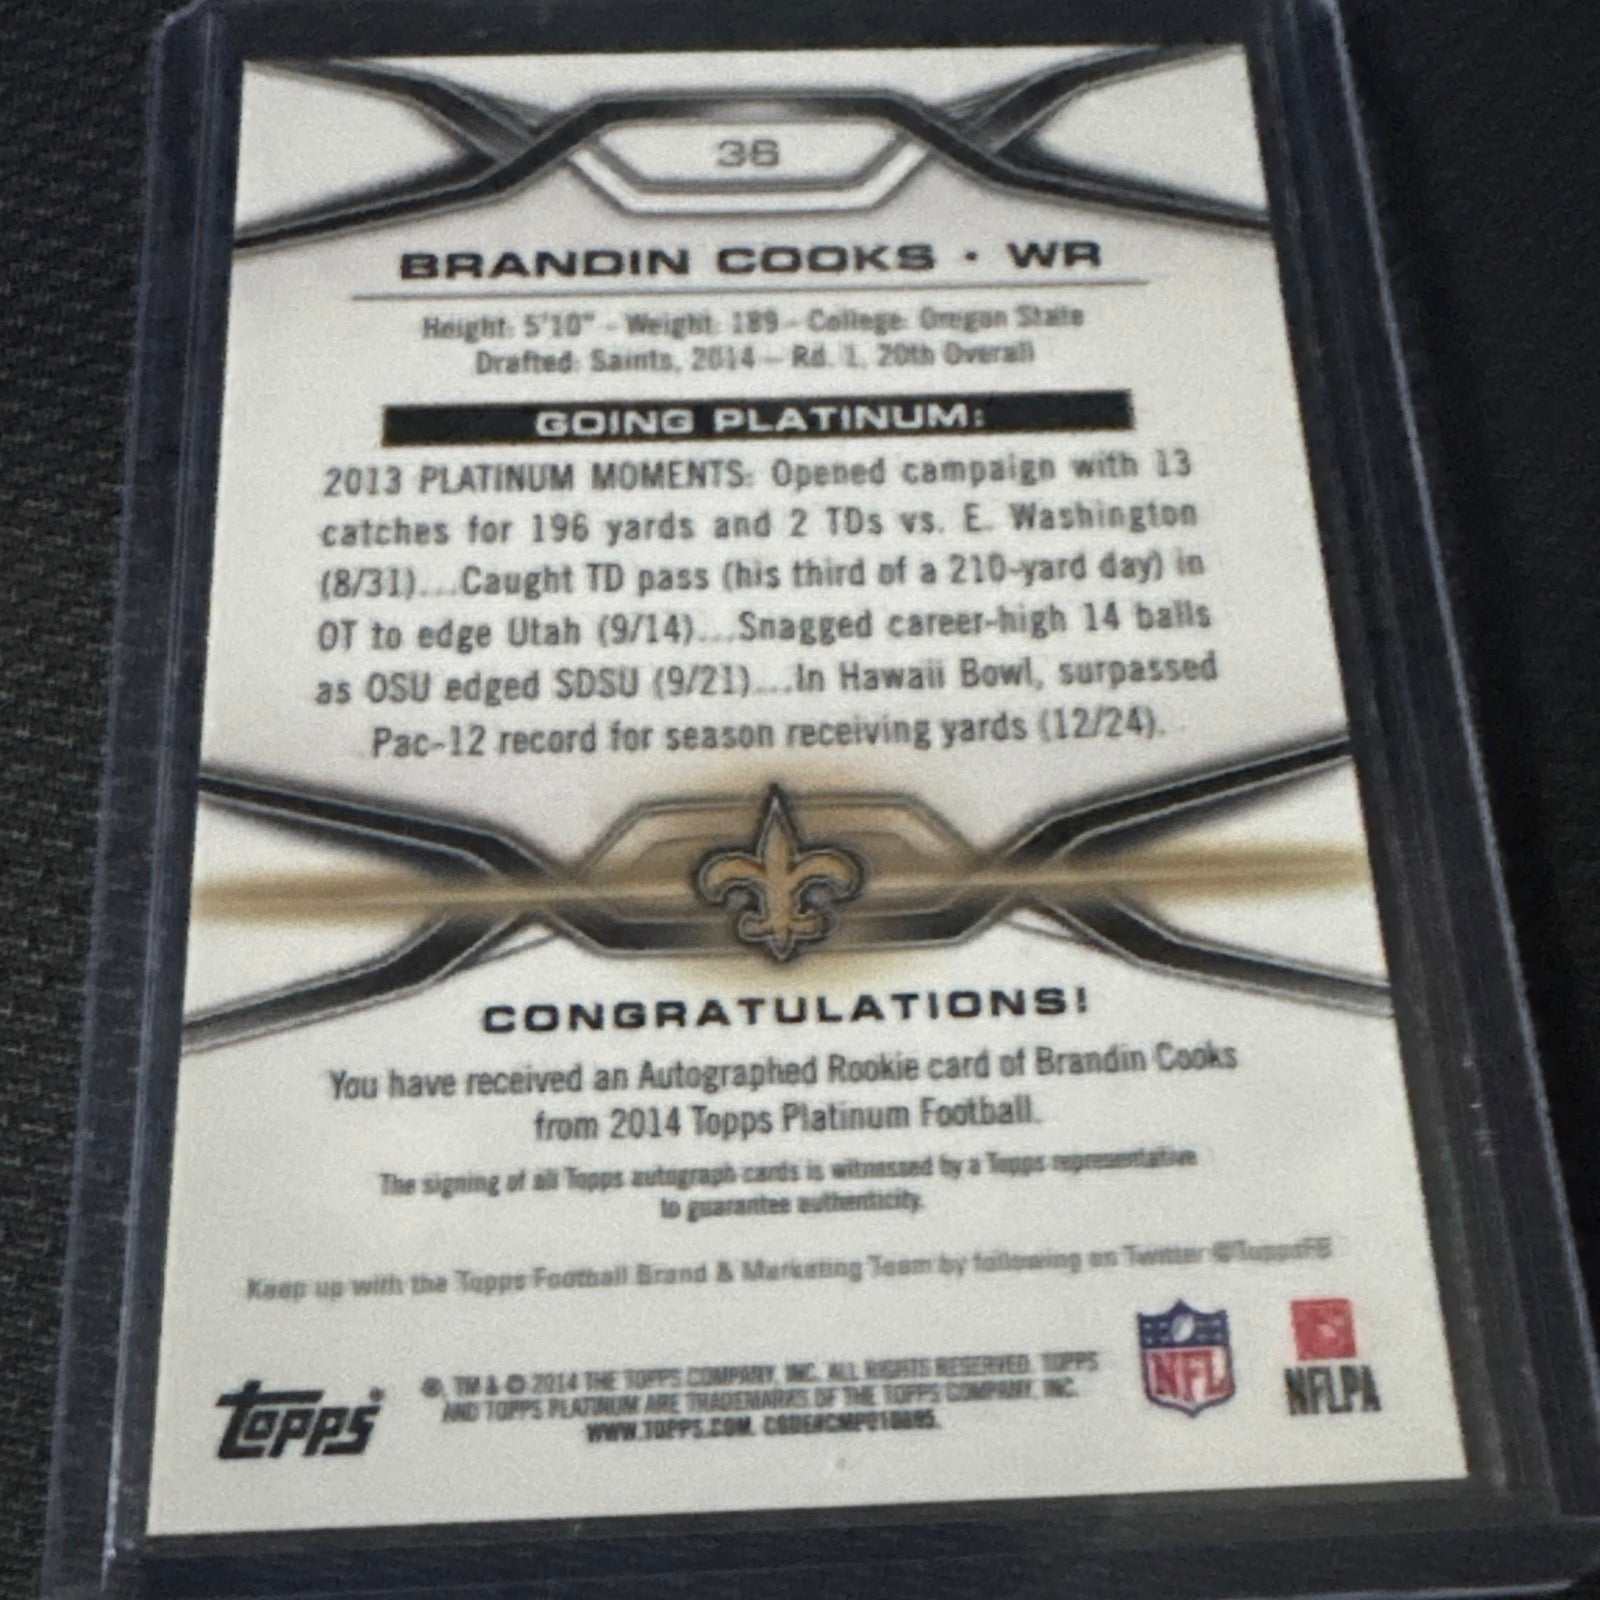 36
BRANDIN COOKS · WR
Height: 5'10" - Weight: 189 - College: Oregon State
Drafted: Saints, 2014 – Rd. 1, 20th Overall
GOING PLATINUM:
2013 PLATINUM MOMENTS: Opened campaign with 13
catches for 196 yards and 2 TDs vs. E. Washington
(8/31)...Caught TD pass (his third of a 210-yard day) in
OT to edge Utah (9/14)...Snagged career-high 14 balls
as OSU edged SDSU (9/21)...In Hawaii Bowl, surpassed
Pac-12 record for season receiving yards (12/24).
CONGRATULATIONS!
You have received an Autographed Rookie card of Brandin Cooks
from 2014 Topps Platinum Football.
The signing of all Topps autograph cards is witnessed by a Topps representative
to guarantee authenticity.
Keep up with the Topps Football Brand & Marketing Team by following on Twitter @ToppsFB
TOPPS®
®, TM & © 2014 THE TOPPS COMPANY, INC. ALL RIGHTS RESERVED. TOPPS
AND TOPPS PLATINUM ARE TRADEMARKS OF THE TOPPS COMPANY, INC.
WWW.TOPPS.COM.
NFL
NFLPA